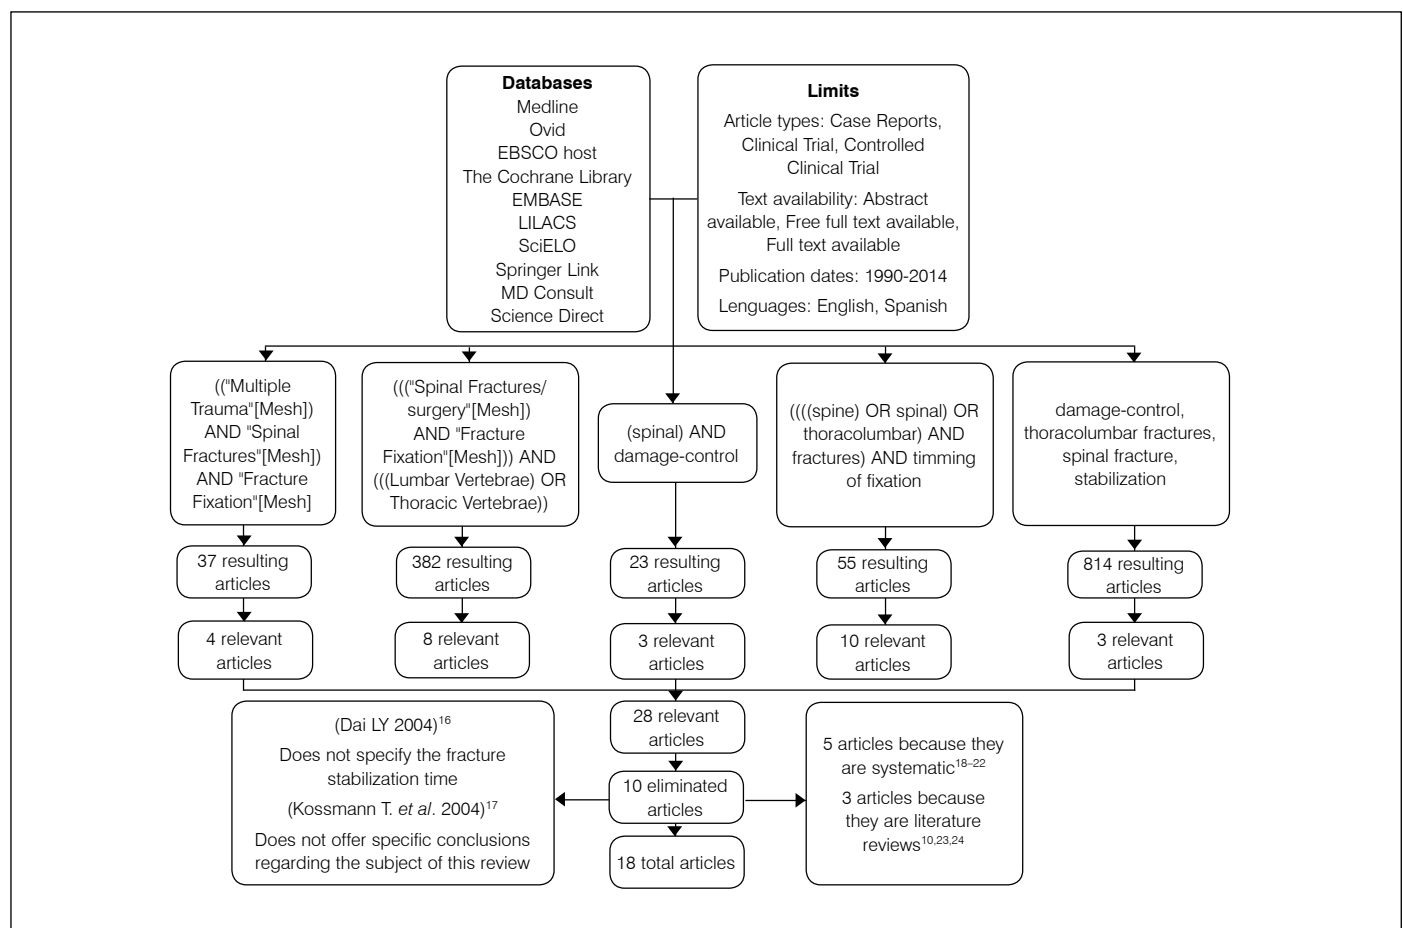 Databases
Medline
Ovid
EBSCO host
The Cochrane Library
EMBASE
LILACS
SciELO
Springer Link
MD Consult
Science Direct
Limits
Article types: Case Reports,
Clinical Trial, Controlled
Clinical Trial
Text availability: Abstract
available, Free full text available,
Full text available
Publication dates: 1990-2014
Lenguages: English, Spanish
(("Multiple
Trauma"[Mesh])
AND "Spinal
Fractures"[Mesh])
AND "Fracture
Fixation"[Mesh]
((("Spinal Fractures/
surgery"[Mesh])
AND "Fracture
Fixation"[Mesh])) AND
(((Lumbar Vertebrae) OR
Thoracic Vertebrae))
(spinal) AND
damage-control
((((spine) OR spinal) OR
thoracolumbar) AND
fractures) AND timming
of fixation
damage-control,
thoracolumbar fractures,
spinal fracture,
stabilization
37 resulting
articles
382 resulting
articles
23 resulting
articles
55 resulting
articles
814 resulting
articles
4 relevant
articles
8 relevant
articles
3 relevant
articles
10 relevant
articles
3 relevant
articles
28 relevant
articles
(Dai LY 2004)16
Does not specify the fracture
stabilization time
(Kossmann T. et al. 2004)17
Does not offer specific conclusions
regarding the subject of this review
10 eliminated
articles
5 articles because they
are systematic18–22
3 articles because
they are literature
reviews10,23,24
18 total articles